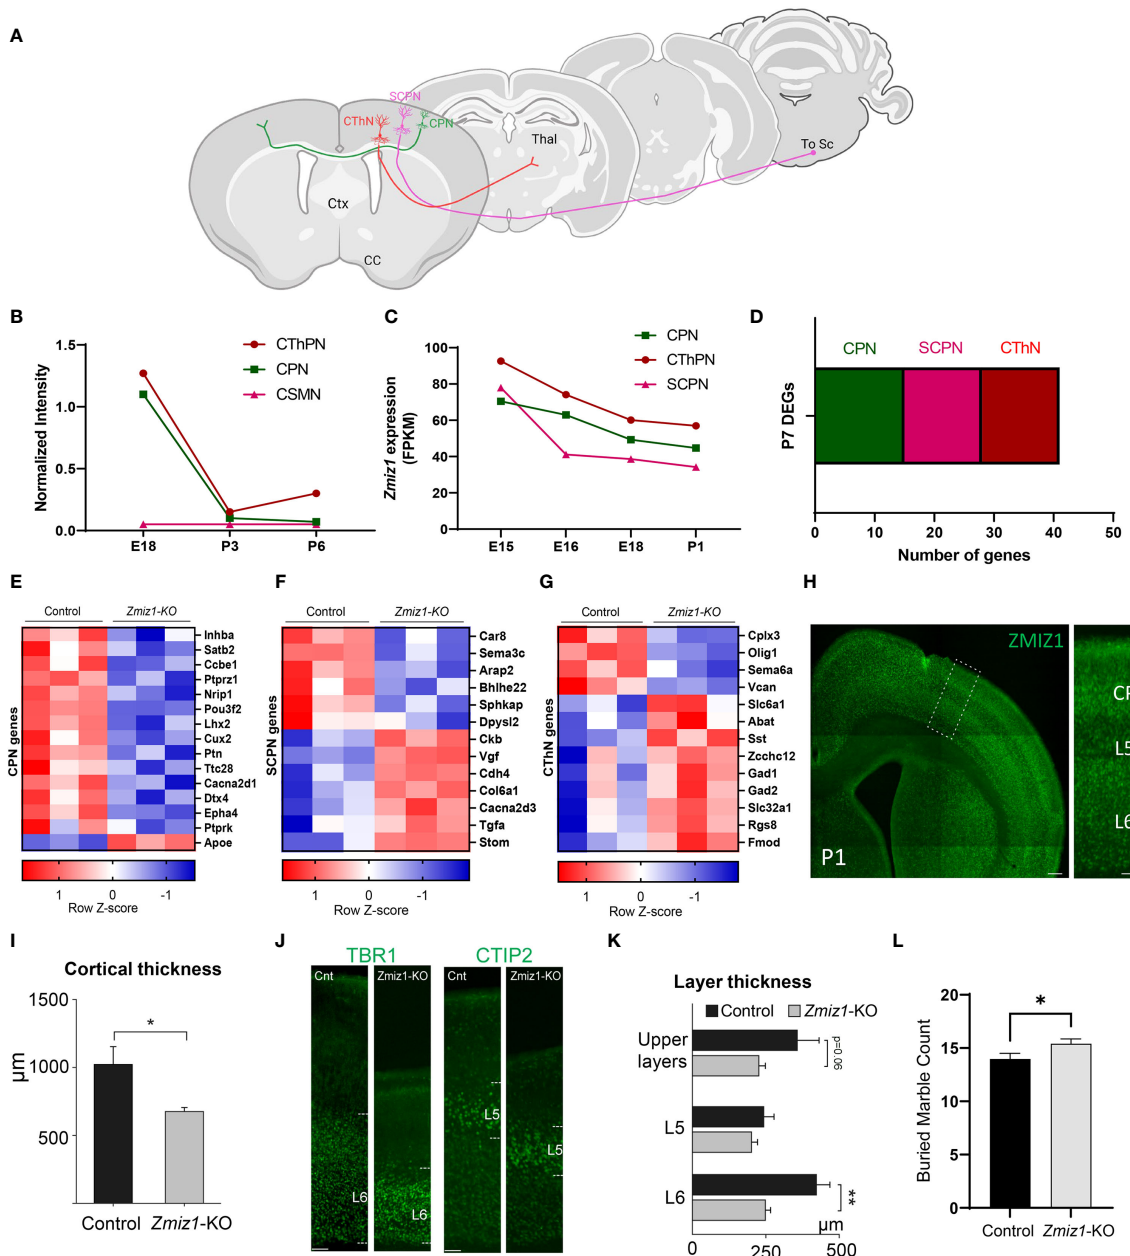 A
SCPN
CThN
CPN
Thal
To Sc
Ctx
CC
B
CThPN
CPN
CSMN
Normalized Intensity
1.5
1.0
0.5
0.0
E18 P3 P6
C
CPN
CThPN
SCPN
Zmiz1 expression
(FPKM)
100
80
60
40
20
0
E15 E16 E18 P1
D
CPN SCPN CThN
P7 DEGs
0 10 20 30 40 50
Number of genes
E
Control Zmiz1-KO
CPN genes
Inhba
Satb2
Ccbe1
Ptprz1
Nrip1
Pou3f2
Lhx2
Cux2
Ptn
Ttc28
Cacna2d1
Dtx4
Epha4
Ptprk
Apoe
1 0 -1
Row Z-score
F
Control Zmiz1-KO
SCPN genes
Car8
Sema3c
Arap2
Bhlhe22
Sphkap
Dpysl2
Ckb
Vgf
Cdh4
Col6a1
Cacna2d3
Tgfa
Stom
1 0 -1
Row Z-score
G
Control Zmiz1-KO
CThN genes
Cplx3
Olig1
Sema6a
Vcan
Slc6a1
Abat
Sst
Zcchc12
Gad1
Gad2
Slc32a1
Rgs8
Fmod
1 0 -1
Row Z-score
H
ZMIZ1
P1
CP
L5
L6
I
Cortical thickness
µm
1500
1000
500
*
Control Zmiz1-KO
J
TBR1 CTIP2
Cnt Zmiz1-KO Zmiz1-KO
L5
L5
L6
L6
K
Layer thickness
Control Zmiz1-KO
Upper
layers
p=0.06
L5
L6
**
µm
0 250 500
L
Buried Marble Count
20
15
10
5
0
*
Control Zmiz1-KO